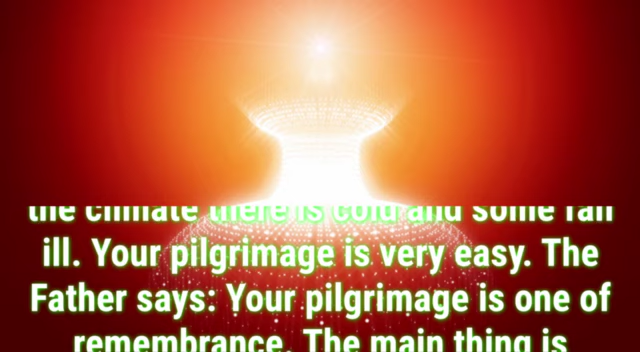 the climate there is cold and some fall
ill. Your pilgrimage is very easy. The
Father says: Your pilgrimage is one of
remembrance. The main thing is